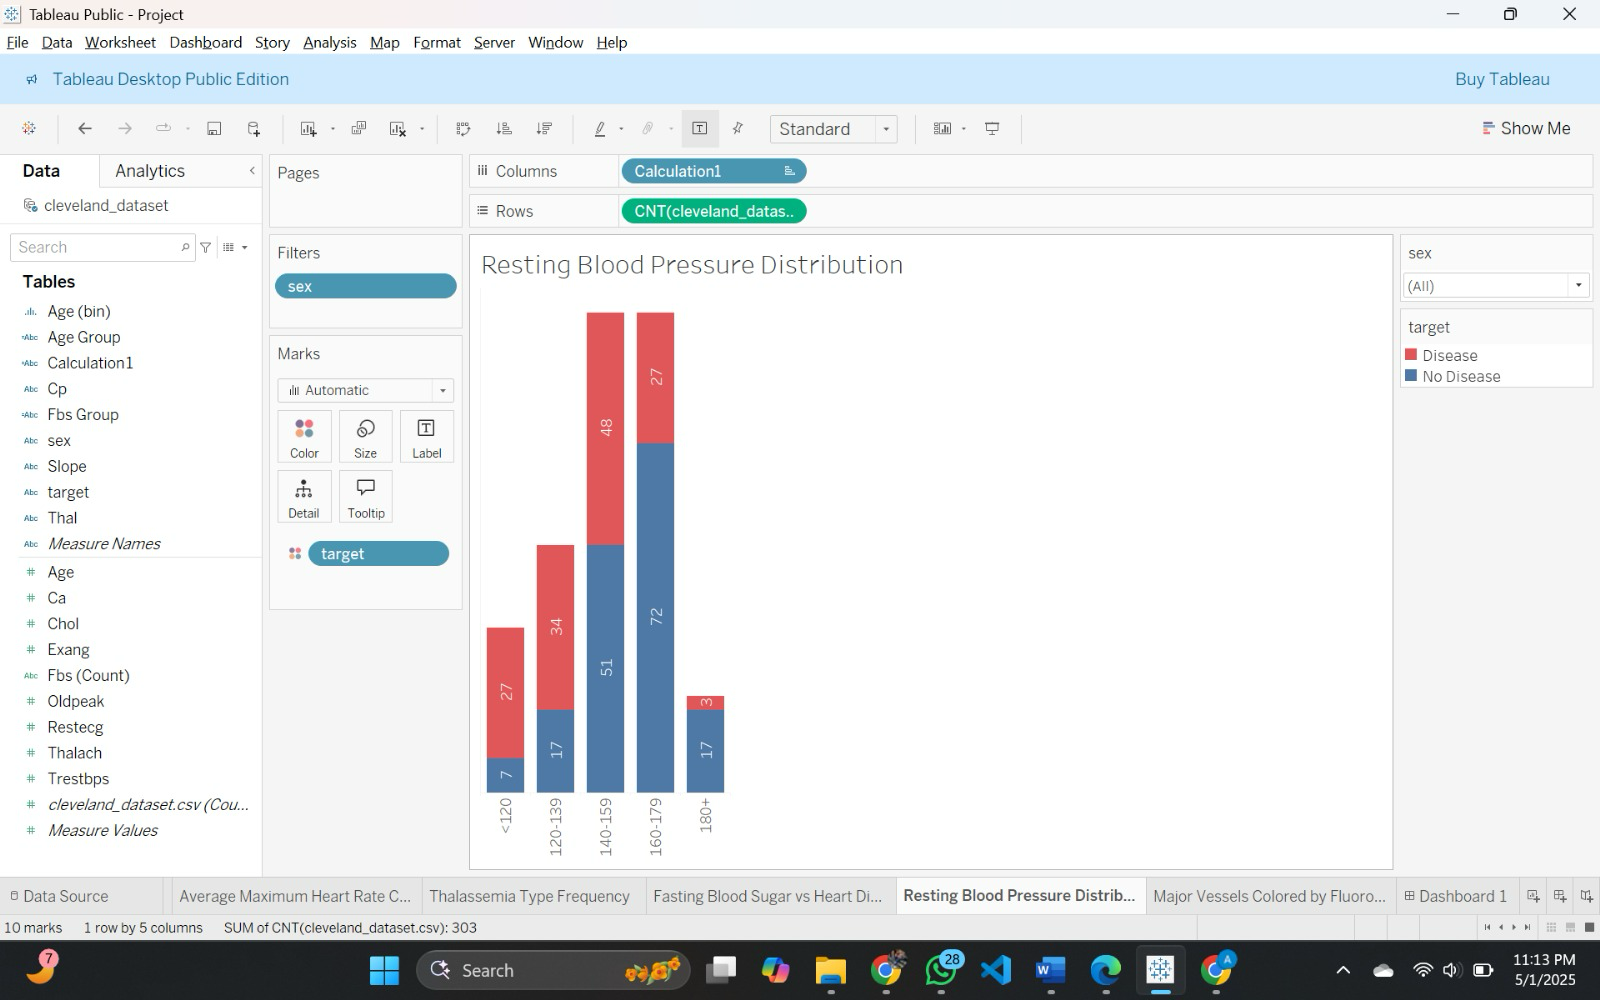 Tableau Public - Project
File Data Worksheet Dashboard Story Analysis Map Format Server Window Help
Tableau Desktop Public Edition Buy Tableau
Standard
Show Me
Data Analytics
cleveland_dataset
Search
Tables
Age (bin)
Age Group
Calculation1
Cp
Fbs Group
sex
Slope
target
Thal
Measure Names
Age
Ca
Chol
Exang
Fbs (Count)
Oldpeak
Restecg
Thalach
Trestbps
cleveland_dataset.csv (Cou...
Measure Values
Pages
Filters
sex
Marks
Automatic
Color Size Label
Detail Tooltip
target
Columns Calculation1
Rows CNT(cleveland_datas..
Resting Blood Pressure Distribution
27 7
34 17
48 51
27 72
3 17
<120 120-139 140-159 160-179 180+
sex
(All)
target
Disease
No Disease
Data Source Average Maximum Heart Rate C... Thalassemia Type Frequency Fasting Blood Sugar vs Heart Di... Resting Blood Pressure Distrib... Major Vessels Colored by Fluoro... Dashboard 1
10 marks 1 row by 5 columns SUM of CNT(cleveland_dataset.csv): 303
7
Search
28
A
11:13 PM
5/1/2025